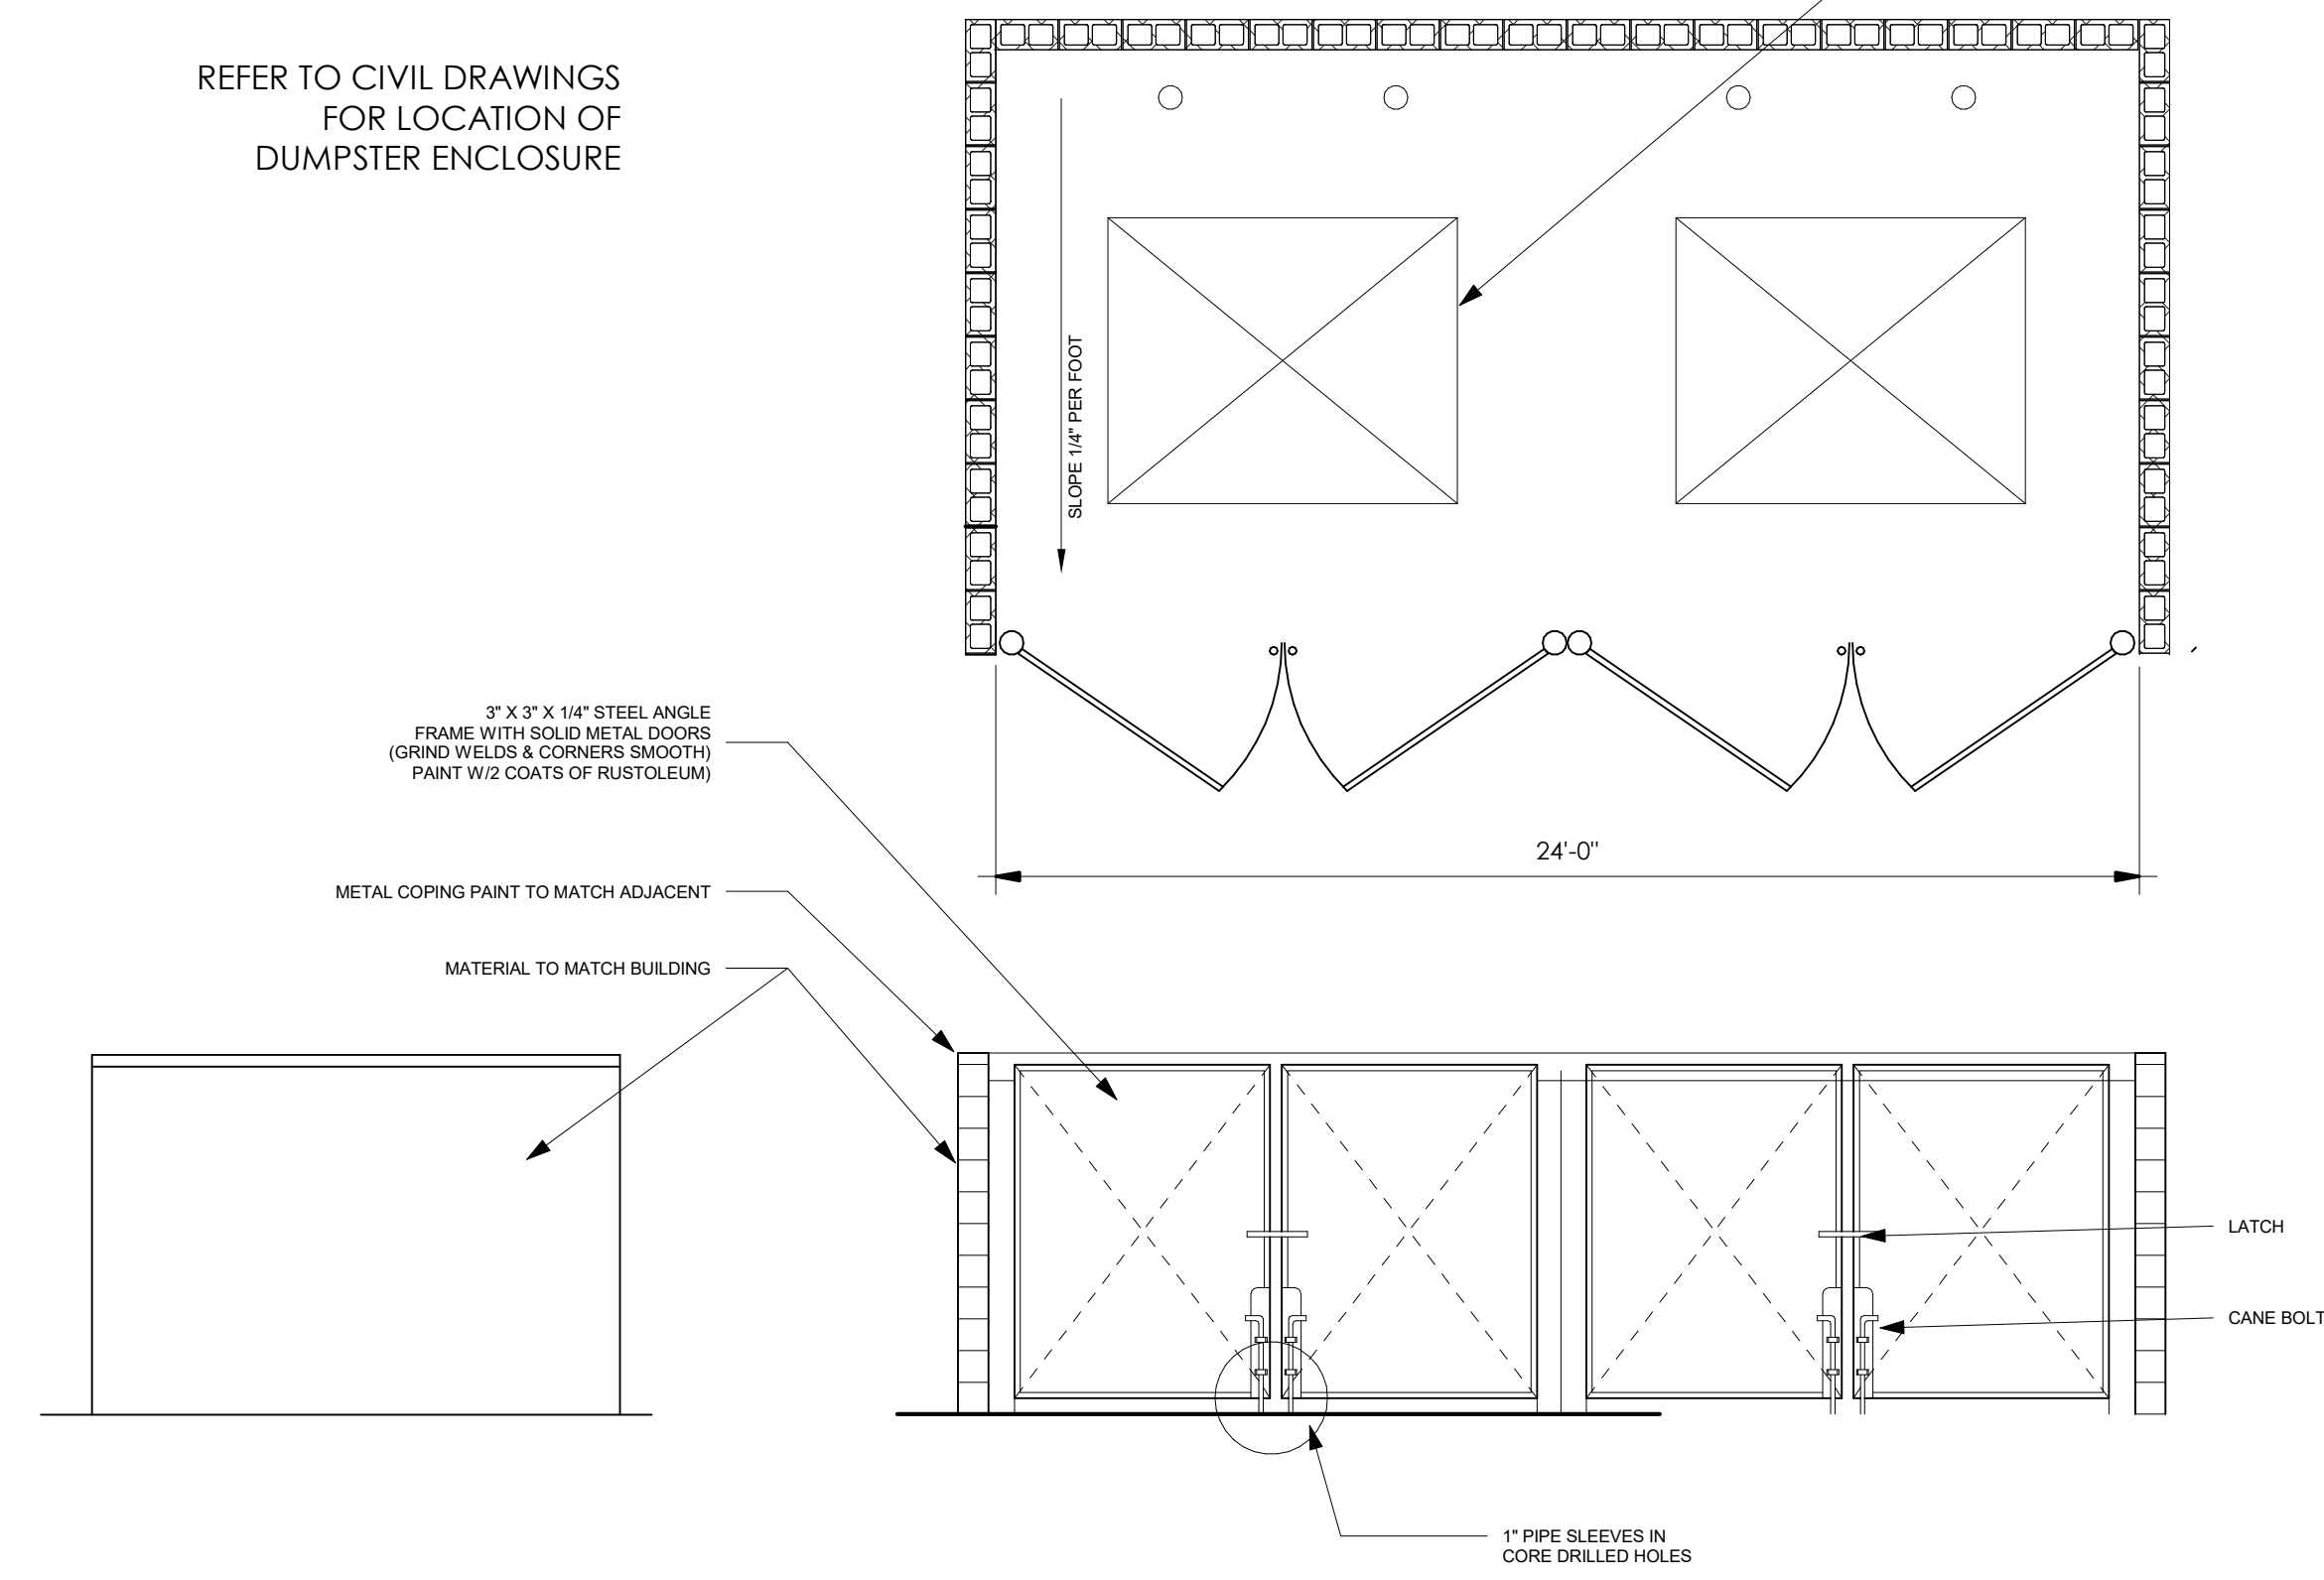 REFER TO CIVIL DRAWINGS
FOR LOCATION OF
DUMPSTER ENCLOSURE
SLOPE 1/4" PER FOOT
3" X 3" X 1/4" STEEL ANGLE
FRAME WITH SOLID METAL DOORS
(GRIND WELDS & CORNERS SMOOTH)
PAINT W/2 COATS OF RUSTOLEUM)
24'-0"
METAL COPING PAINT TO MATCH ADJACENT
MATERIAL TO MATCH BUILDING
LATCH
CANE BOLT
1" PIPE SLEEVES IN
CORE DRILLED HOLES